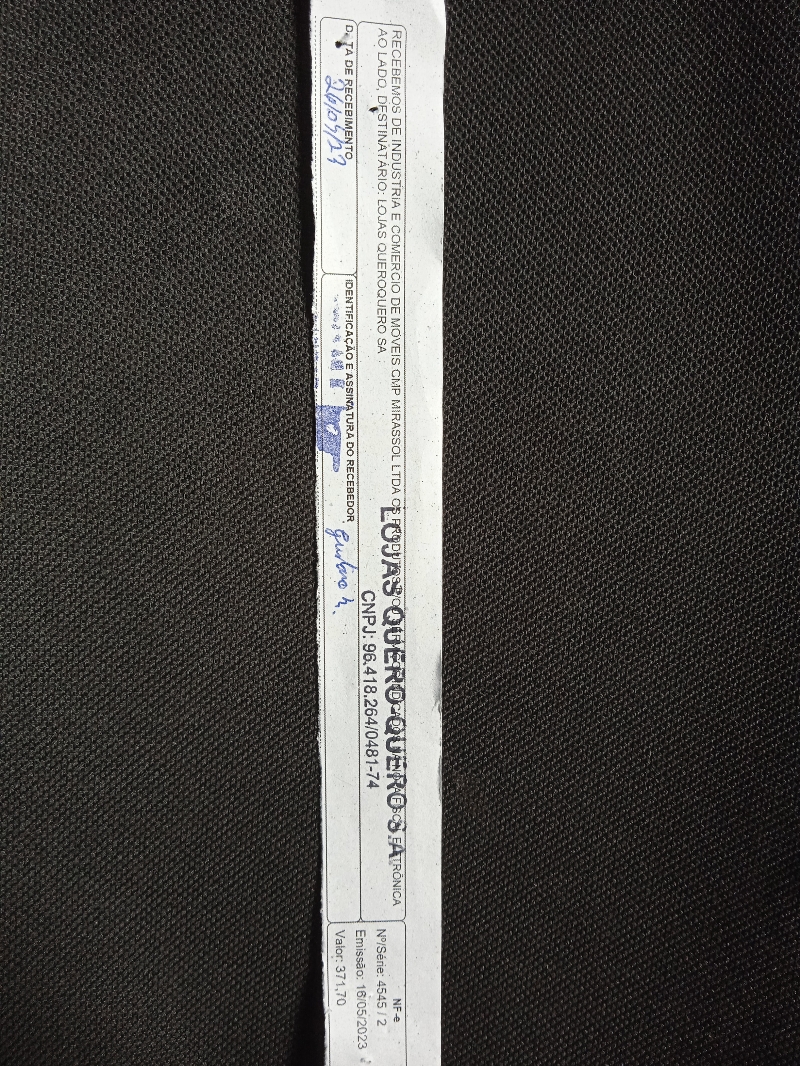 RECEBEMOS DE INDUSTRIA E COMERCIO DE MOVEIS CMP MIRASSOL LTDA OS PRODUTOS ELETRÔNICA
AO LADO, DESTINATÁRIO: LOJAS QUEROQUERO SA
LOJAS QUERO-QUERO S.A
CNPJ: 96.418.264/0481-74
DATA DE RECEBIMENTO
IDENTIFICAÇÃO E ASSINATURA DO RECEBEDOR
Gustavo
NF-e
Nº/Série: 4545 / 2
Emissão: 16/05/2023
Valor: 371,70